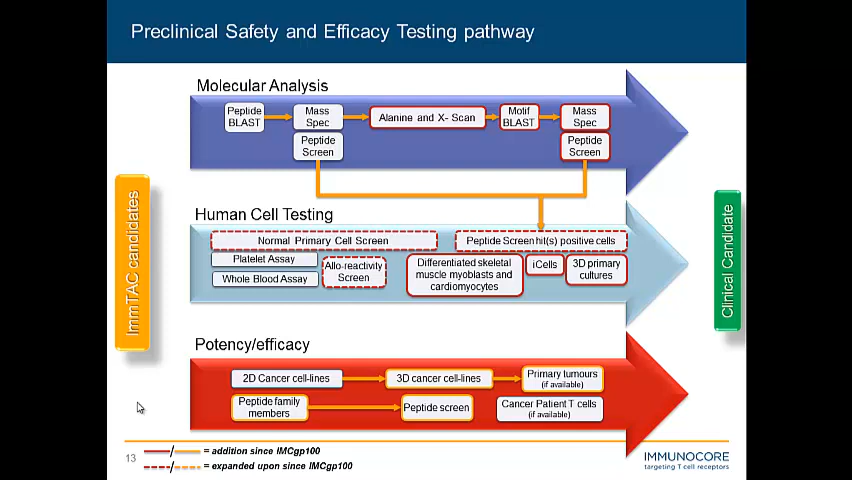 Preclinical Safety and Efficacy Testing pathway
Molecular Analysis
Peptide
BLAST
Mass
Spec
Alanine and X- Scan
Motif
BLAST
Mass
Spec
Peptide
Screen
Peptide
Screen
ImmTAC candidates
Clinical Candidate
Human Cell Testing
Normal Primary Cell Screen
Peptide Screen hit(s) positive cells
Platelet Assay
Whole Blood Assay
Allo-reactivity
Screen
Differentiated skeletal
muscle myoblasts and
cardiomyocytes
iCells
3D primary
cultures
Potency/efficacy
2D Cancer cell-lines
3D cancer cell-lines
Primary tumours
(if available)
Peptide family
members
Peptide screen
Cancer Patient T cells
(if available)
13
/ = addition since IMCgp100
/ = expanded upon since IMCgp100
IMMUNOCORE
targeting T cell receptors